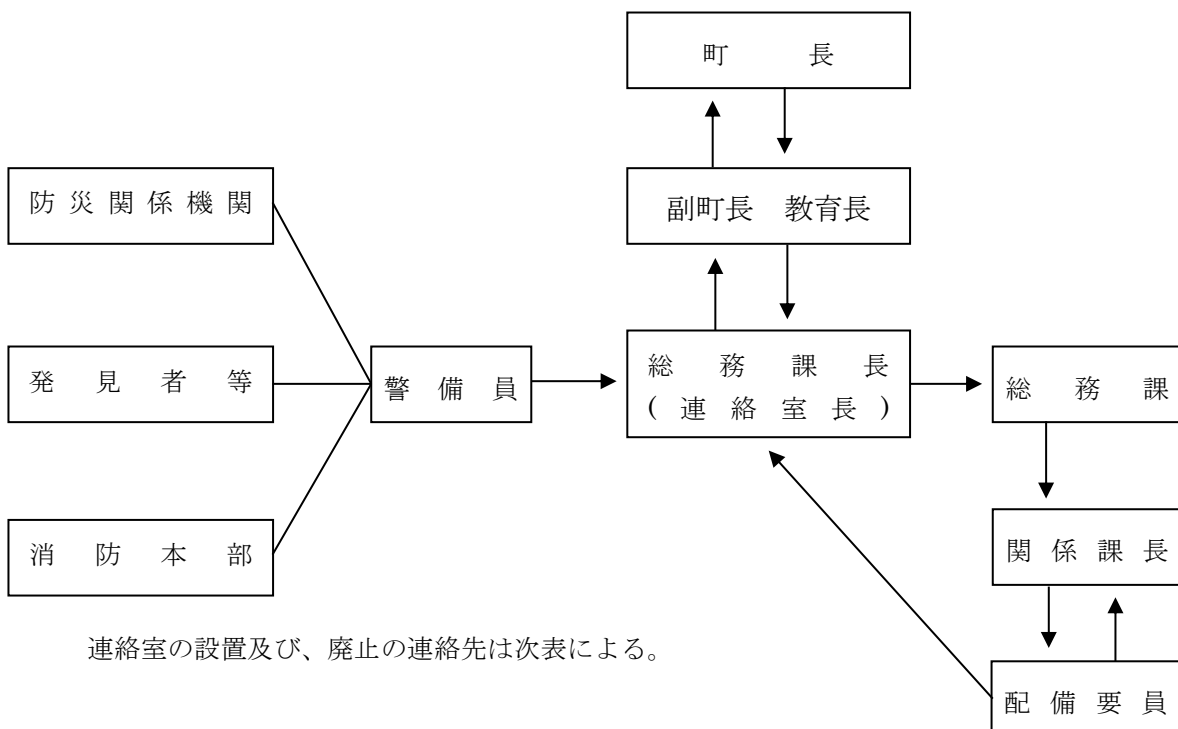 町長
防災関係機関
副町長 教育長
発見者等
警備員
総務課長
(連絡室長)
総務課
消防本部
関係課長
連絡室の設置及び、廃止の連絡先は次表による。
配備要員